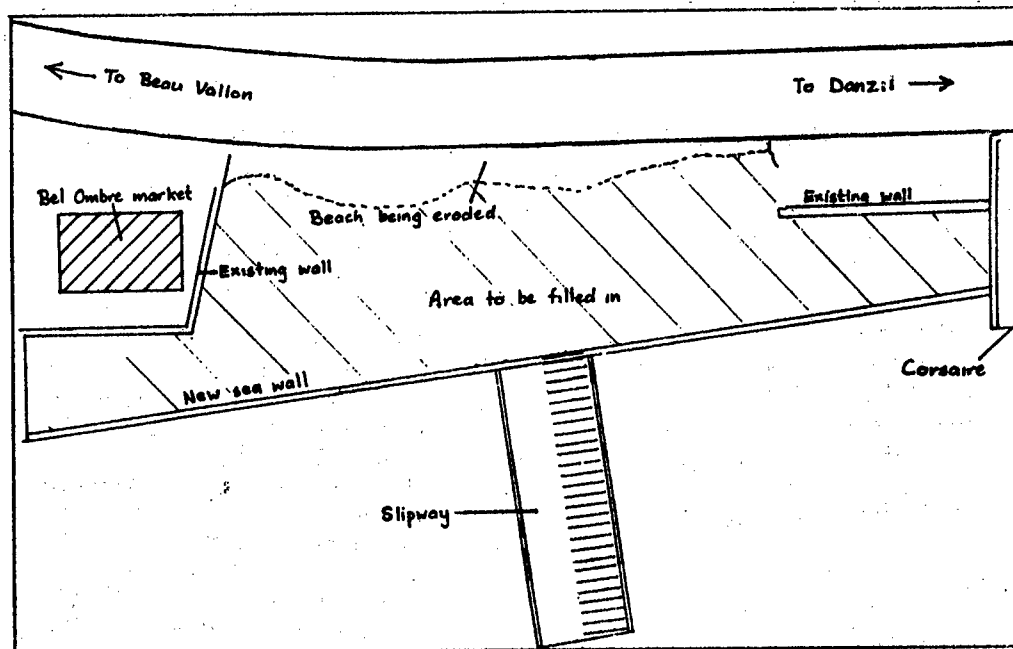 To Beau Vallon
To Danzil
Bel Ombre market
Existing wall
Beach being eroded
Existing wall
Area to be filled in
Corsaire
New sea wall
Slipway